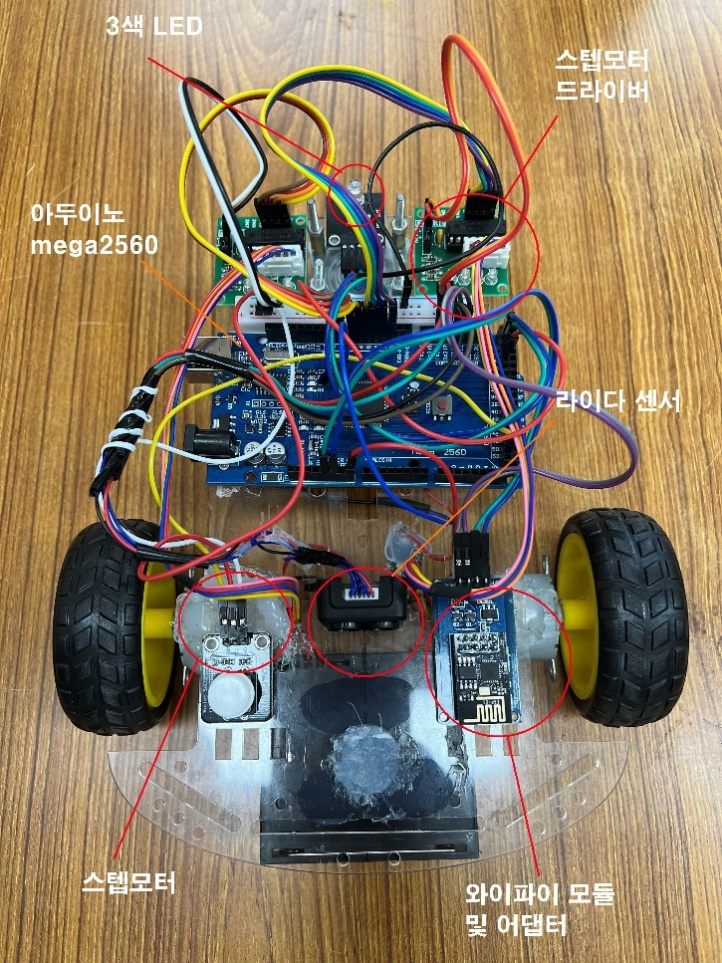 3색 LED
스텝모터
드라이버
아두이노
mega2560
라이다 센서
2560
스텝모터
와이파이 모듈
및 어댑터